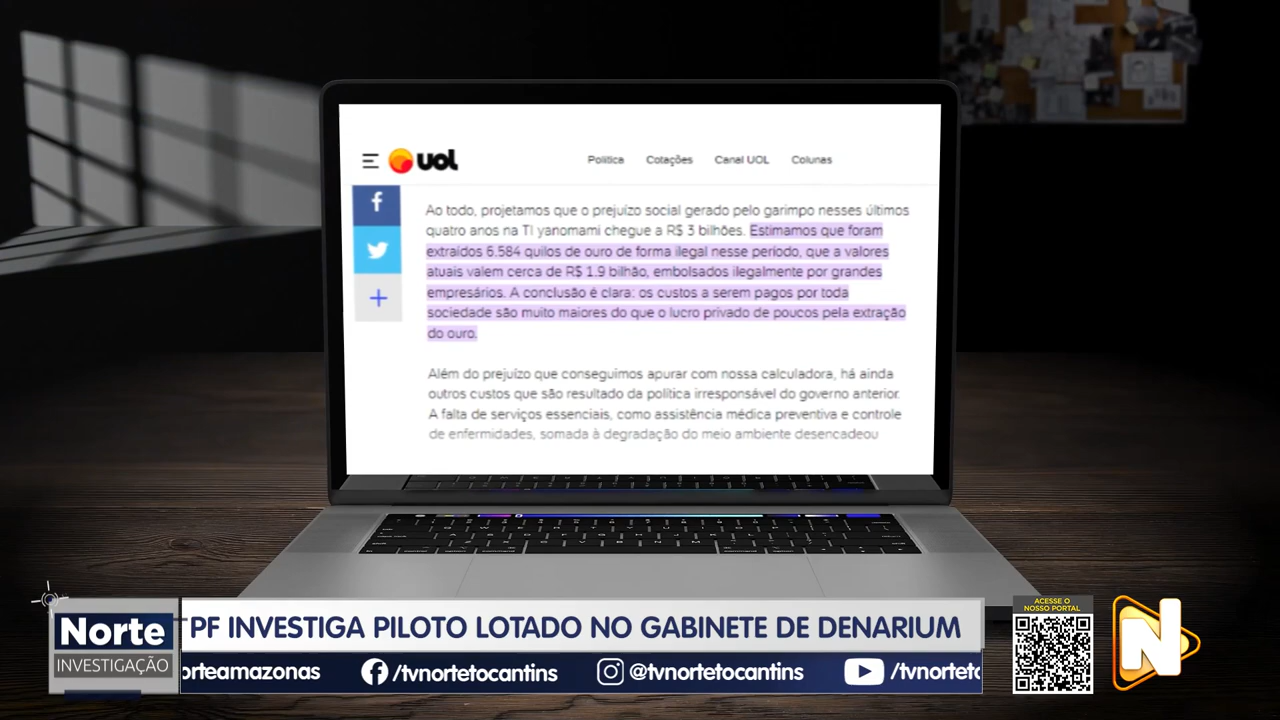 uol
Política Cotações Canal UOL Colunas
Ao todo, projetamos que o prejuízo social gerado pelo garimpo nesses últimos
quatro anos na TI yanomami chegue a R$ 3 bilhões. Estimamos que foram
extraídos 6.584 quilos de ouro de forma ilegal nesse período, que a valores
atuais valem cerca de R$ 1.9 bilhão, embolsados ilegalmente por grandes
empresários. A conclusão é clara: os custos a serem pagos por toda
sociedade são muito maiores do que o lucro privado de poucos pela extração
do ouro.
Além do prejuízo que conseguimos apurar com nossa calculadora, há ainda
outros custos que são resultado da política irresponsável do governo anterior.
A falta de serviços essenciais, como assistência médica preventiva e controle
de enfermidades, somada à degradação do meio ambiente desencadeou
Norte
INVESTIGAÇÃO
PF INVESTIGA PILOTO LOTADO NO GABINETE DE DENARIUM
orteamazonas /tvnortetocantins @tvnortetocantins /tvnorteto
ACESSE O
NOSSO PORTAL
N